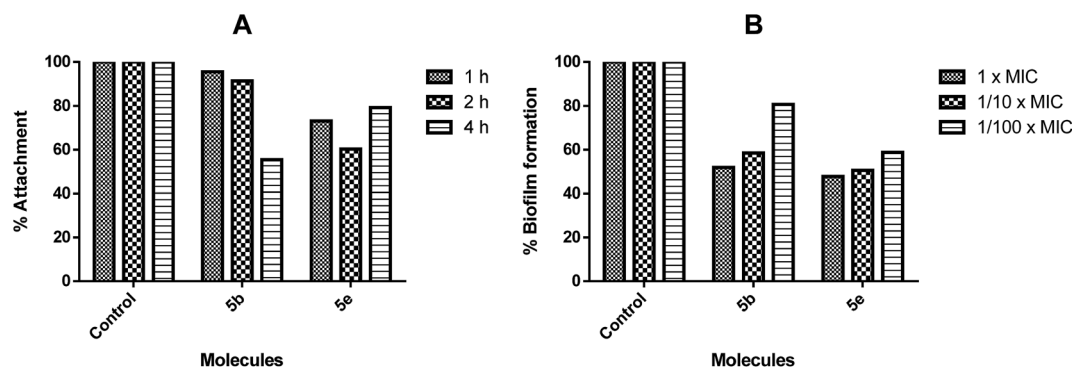 A
% Attachment
100
80
60
40
20
0
Control
5b
5e
Molecules
1 h
2 h
4 h
B
% Biofilm formation
100
80
60
40
20
0
Control
5b
5e
Molecules
1 x MIC
1/10 x MIC
1/100 x MIC